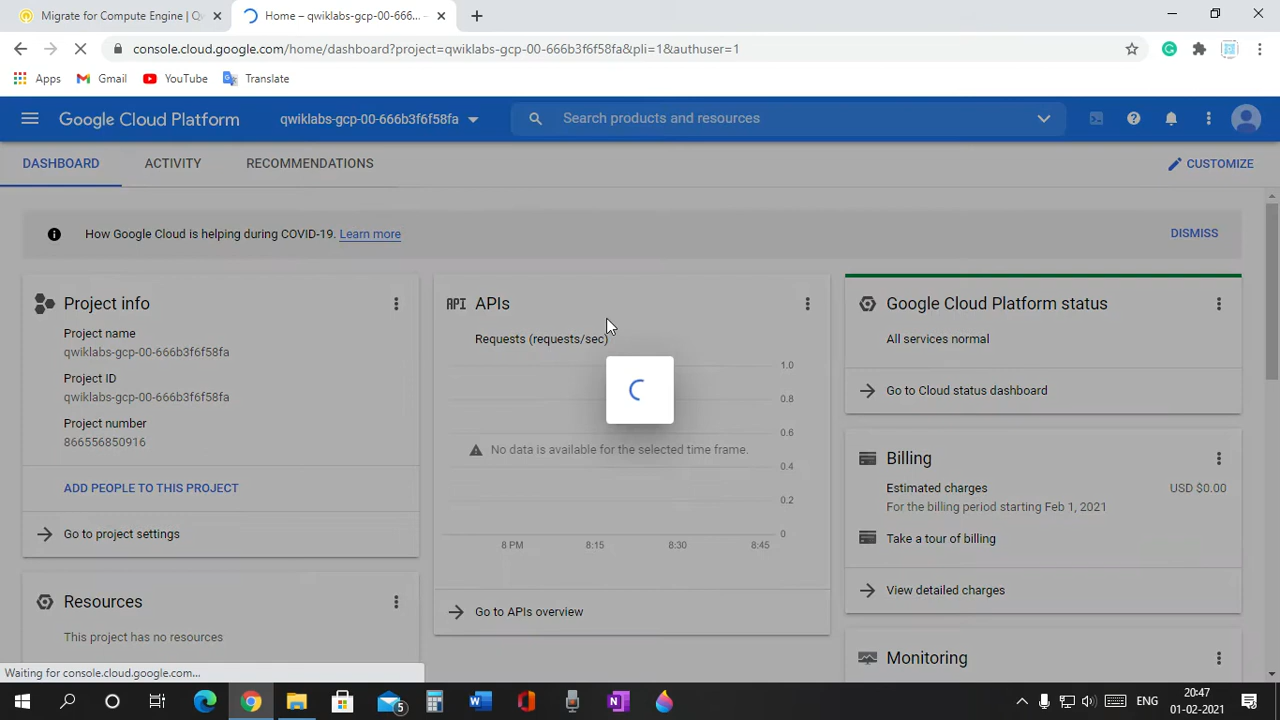 Migrate for Compute Engine | Q
Home – qwiklabs-gcp-00-666...
console.cloud.google.com/home/dashboard?project=qwiklabs-gcp-00-666b3f6f58fa&pli=1&authuser=1
Apps
Gmail
YouTube
Translate
Google Cloud Platform
qwiklabs-gcp-00-666b3f6f58fa
Search products and resources
DASHBOARD
ACTIVITY
RECOMMENDATIONS
CUSTOMIZE
How Google Cloud is helping during COVID-19. Learn more
DISMISS
Project info
Project name
qwiklabs-gcp-00-666b3f6f58fa
Project ID
qwiklabs-gcp-00-666b3f6f58fa
Project number
866556850916
ADD PEOPLE TO THIS PROJECT
Go to project settings
Resources
This project has no resources
API APIs
Requests (requests/sec)
1.0
0.8
No data is available for the selected time frame.
0.6
0.4
0.2
0
8 PM
8:15
8:30
8:45
Go to APIs overview
Google Cloud Platform status
All services normal
Go to Cloud status dashboard
Billing
Estimated charges
USD $0.00
For the billing period starting Feb 1, 2021
Take a tour of billing
View detailed charges
Monitoring
Waiting for console.cloud.google.com...
5
ENG
20:47
01-02-2021